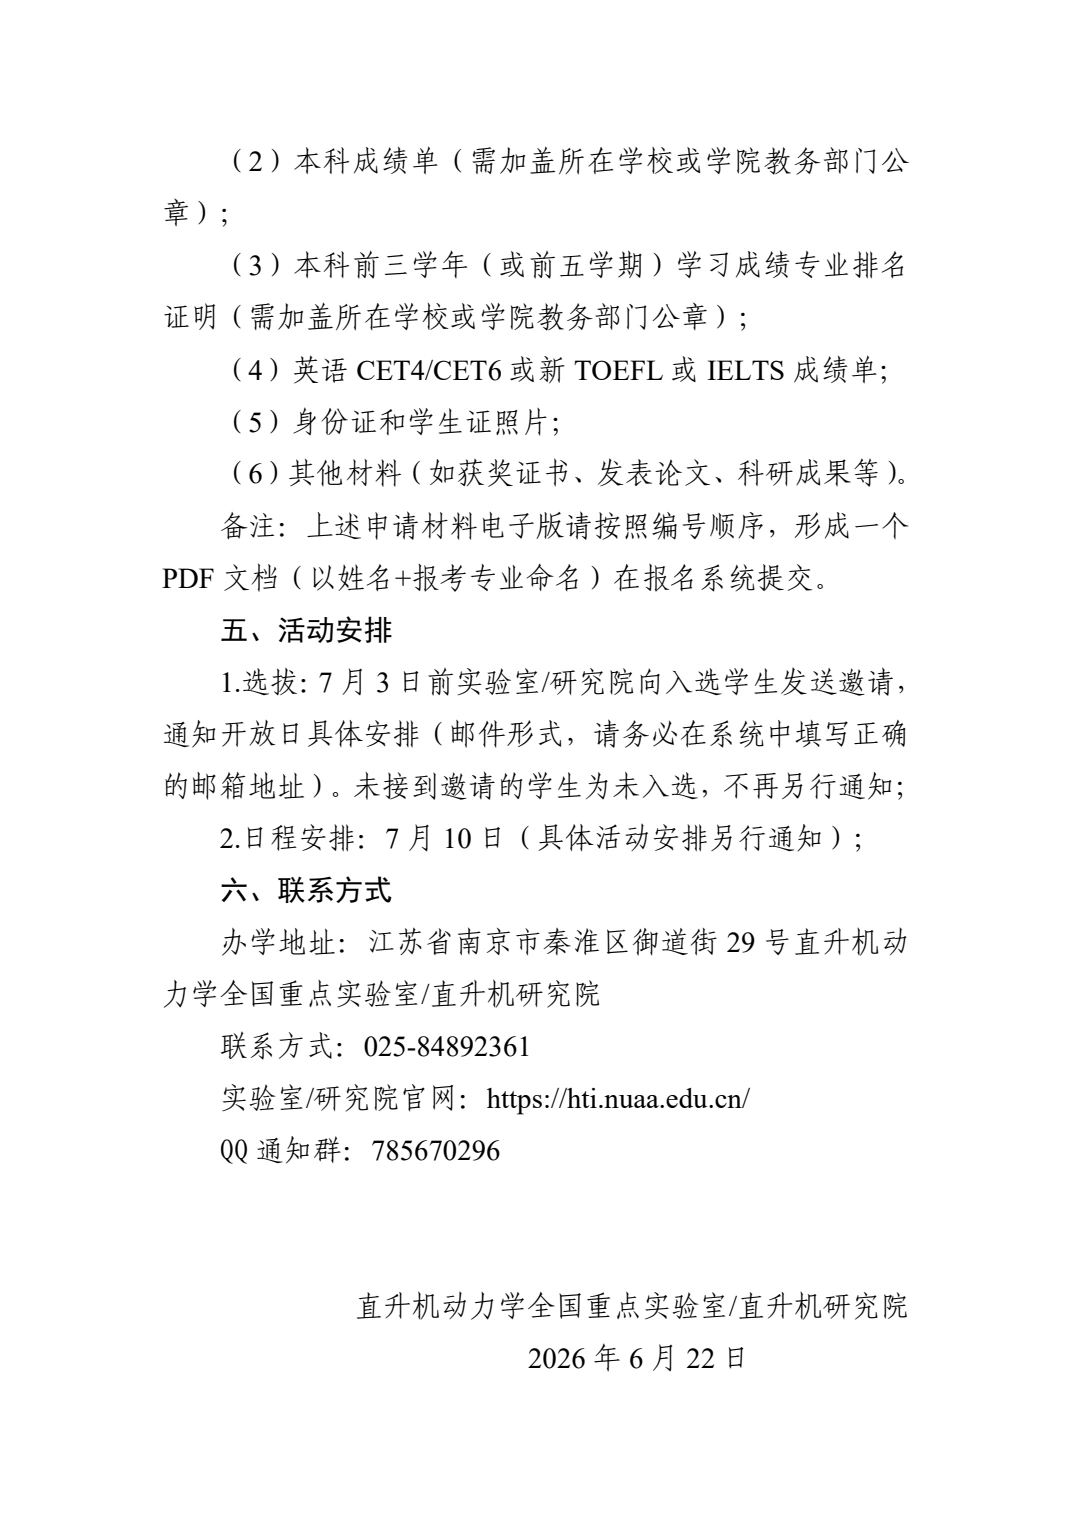 （2）本科成绩单（需加盖所在学校或学院教务部门公
章）；
（3）本科前三学年（或前五学期）学习成绩专业排名
证明（需加盖所在学校或学院教务部门公章）；
（4）英语 CET4/CET6 或新 TOEFL 或 IELTS 成绩单；
（5）身份证和学生证照片；
（6）其他材料（如获奖证书、发表论文、科研成果等）。
备注：上述申请材料电子版请按照编号顺序，形成一个
PDF 文档（以姓名+报考专业命名）在报名系统提交。
五、活动安排
1.选拔：7 月 3 日前实验室/研究院向入选学生发送邀请，
通知开放日具体安排（邮件形式，请务必在系统中填写正确
的邮箱地址）。未接到邀请的学生为未入选，不再另行通知；
2.日程安排：7 月 10 日（具体活动安排另行通知）；
六、联系方式
办学地址：江苏省南京市秦淮区御道街 29 号直升机动
力学全国重点实验室/直升机研究院
联系方式：025-84892361
实验室/研究院官网：https://hti.nuaa.edu.cn/
QQ 通知群：785670296
直升机动力学全国重点实验室/直升机研究院
2026 年 6 月 22 日